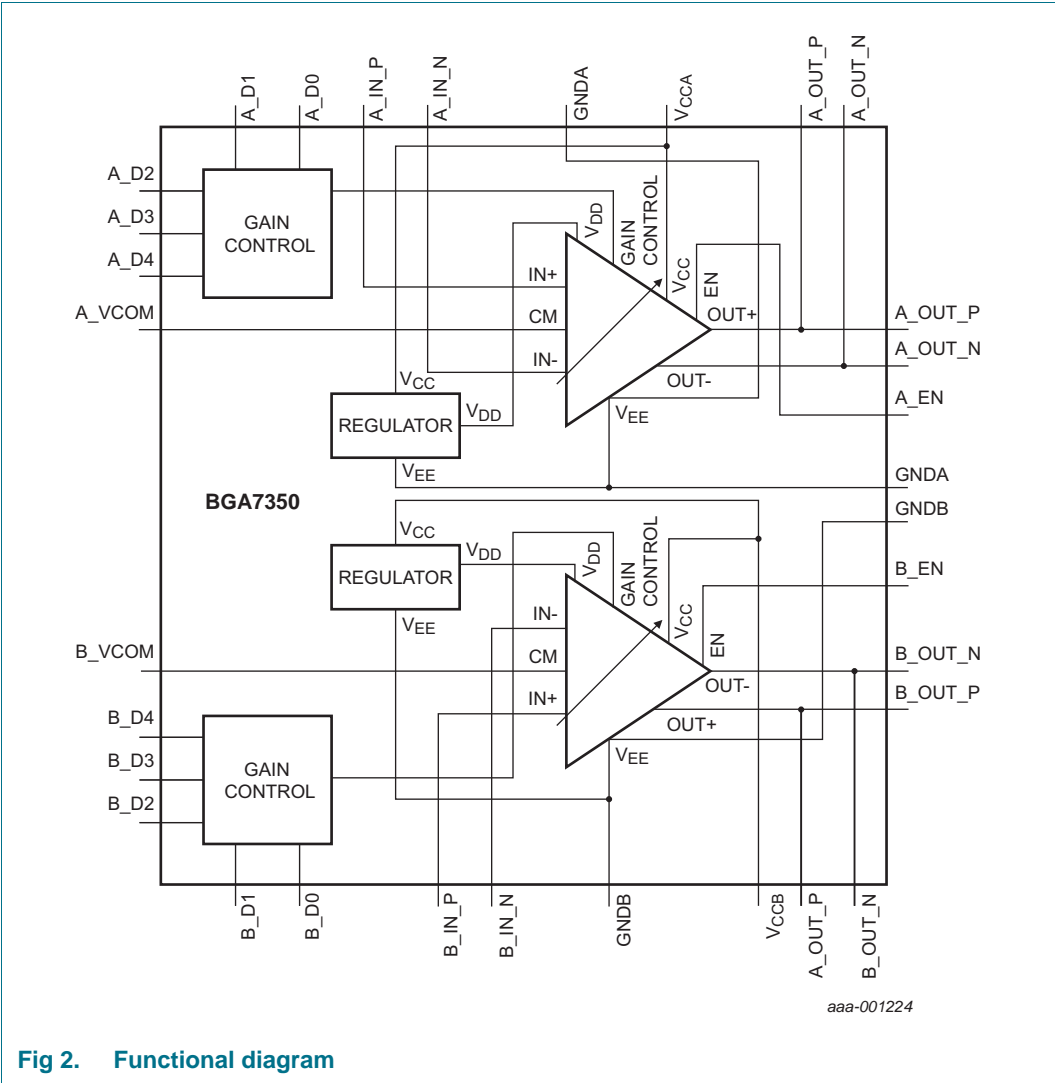 A_D1
A_D0
A_IN_P
A_IN_N
GNDA
VCCA
A_OUT_P
A_OUT_N
A_D2
A_D3
A_D4
GAIN
CONTROL
A_VCOM
VDD
GAIN
CONTROL
VCC
EN
IN+
CM
IN-
OUT+
OUT-
VEE
A_OUT_P
A_OUT_N
A_EN
VCC
REGULATOR
VDD
VEE
GNDA
BGA7350
GNDB
VCC
REGULATOR
VDD
VEE
VDD
GAIN
CONTROL
VCC
EN
B_EN
IN-
CM
IN+
OUT-
OUT+
VEE
B_VCOM
B_OUT_N
B_OUT_P
B_D4
B_D3
B_D2
GAIN
CONTROL
B_D1
B_D0
B_IN_P
B_IN_N
GNDB
VCCB
A_OUT_P
B_OUT_N
aaa-001224
Fig 2. Functional diagram